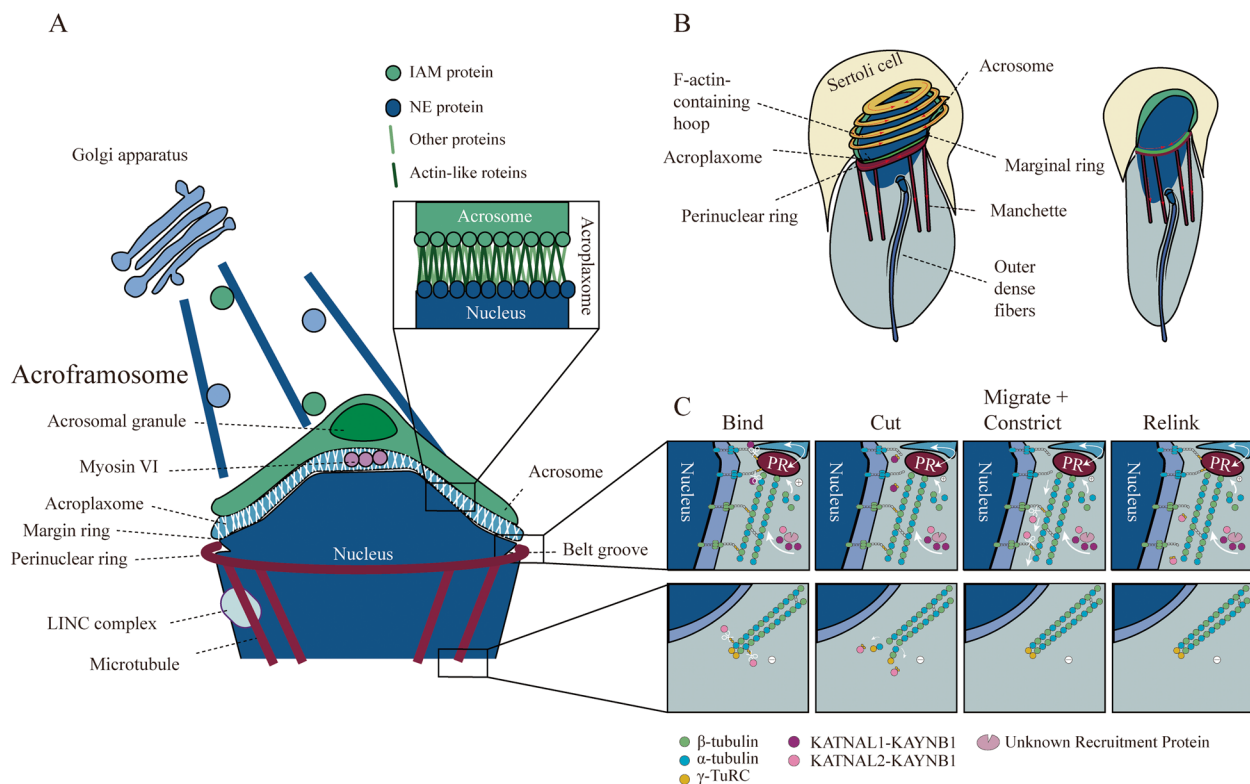 A
IAM protein
NE protein
Other proteins
Actin-like roteins
Golgi apparatus
Acrosome
Nucleus
Acroplaxome
Acroframosome
Acrosomal granule
Myosin VI
Acroplaxome
Margin ring
Perinuclear ring
LINC complex
Microtubule
Acrosome
Nucleus
Belt groove
B
Sertoli cell
F-actin-
containing
hoop
Acroplaxome
Perinuclear ring
Acrosome
Marginal ring
Manchette
Outer
dense
fibers
C
Bind
Cut
Migrate +
Constrict
Relink
Nucleus
PR
+
Nucleus
PR
+
Nucleus
PR
+
Nucleus
PR
+
−
−
−
−
β-tubulin
α-tubulin
γ-TuRC
KATNAL1-KAYNB1
KATNAL2-KAYNB1
Unknown Recruitment Protein